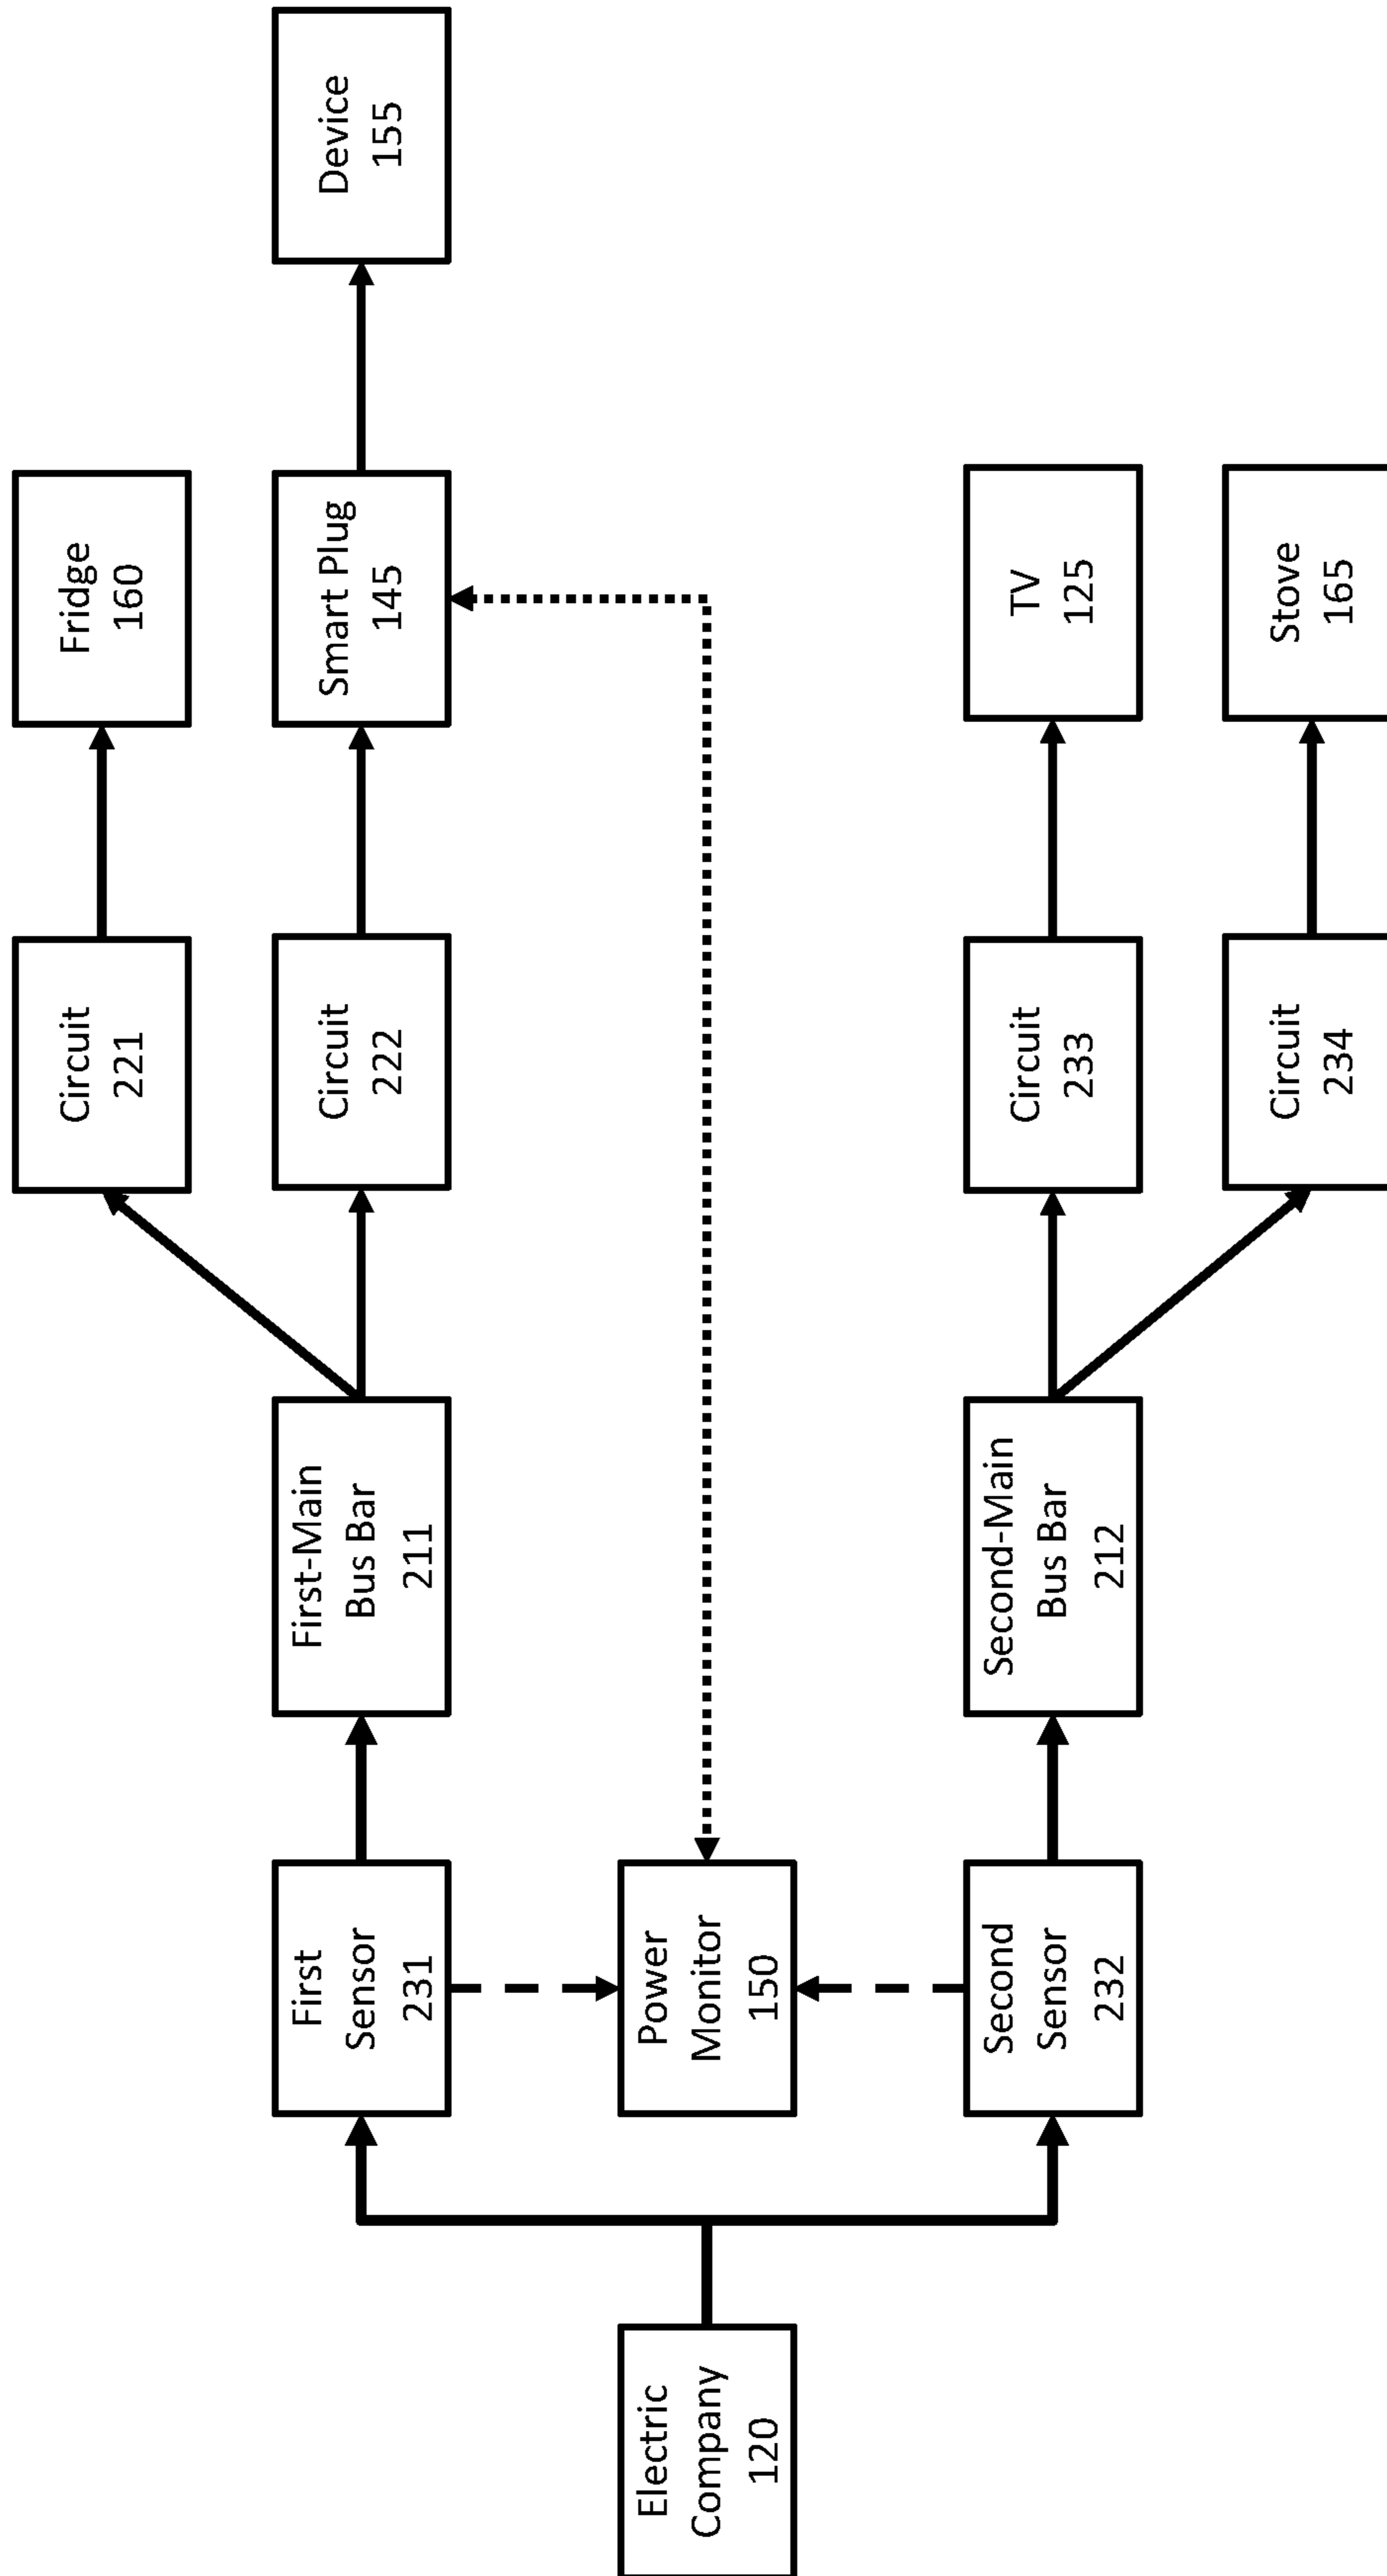 Fridge
160
Device
155
Smart Plug
145
Circuit
221
Circuit
222
First-Main
Bus Bar
211
First
Sensor
231
Electric
Company
120
Power
Monitor
150
Second
Sensor
232
Second-Main
Bus Bar
212
Circuit
233
TV
125
Circuit
234
Stove
165